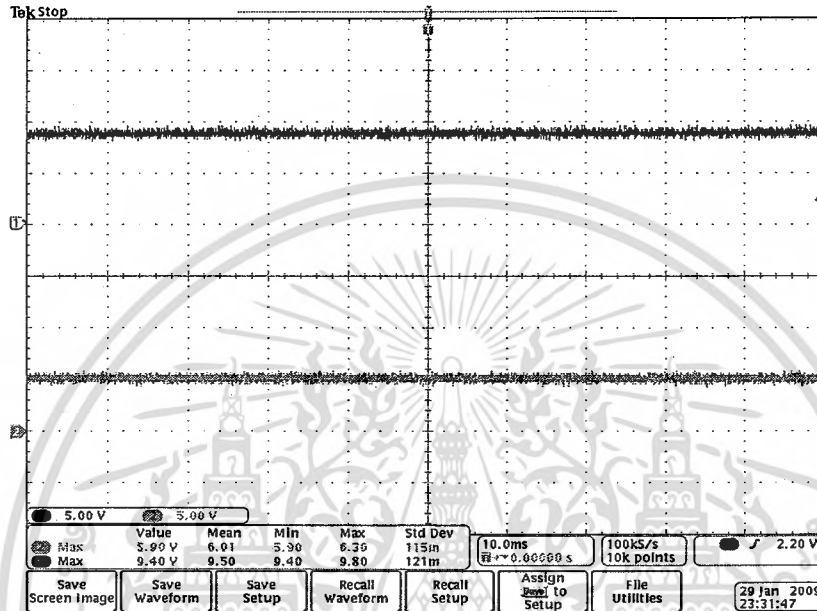 Tek Stop
1
2
5.00 V 5.00 V
Value Mean Min Max Std Dev
Max 5.90 V 6.01 5.90 6.30 115m
Max 9.40 V 9.50 9.40 9.80 121m
10.0ms
0.00000 s
100kS/s
10k points
2.20 V
Save Screen Image
Save Waveform
Save Setup
Recall Waveform
Recall Setup
Assign to Setup
File Utilities
29 Jan 2009
23:31:47